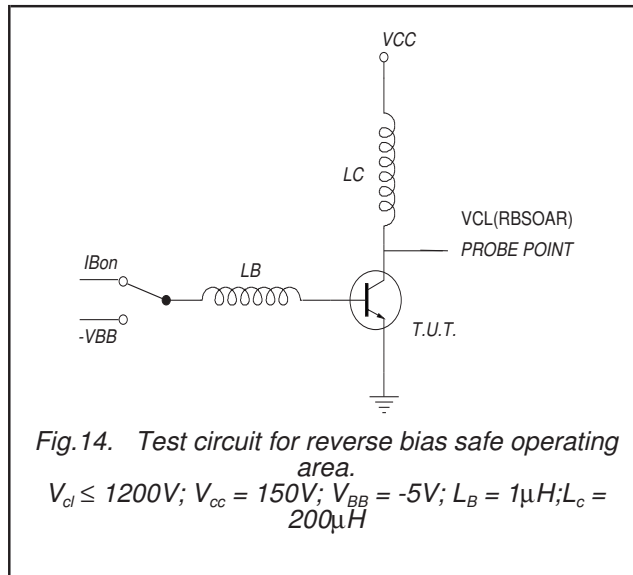 VCC
LC
VCL(RBSOAR)
PROBE POINT
IBon
LB
-VBB
T.U.T.
Fig.14. Test circuit for reverse bias safe operating
area.
Vcl ≤ 1200V; Vcc = 150V; VBB = -5V; LB = 1μH;Lc =
200μH